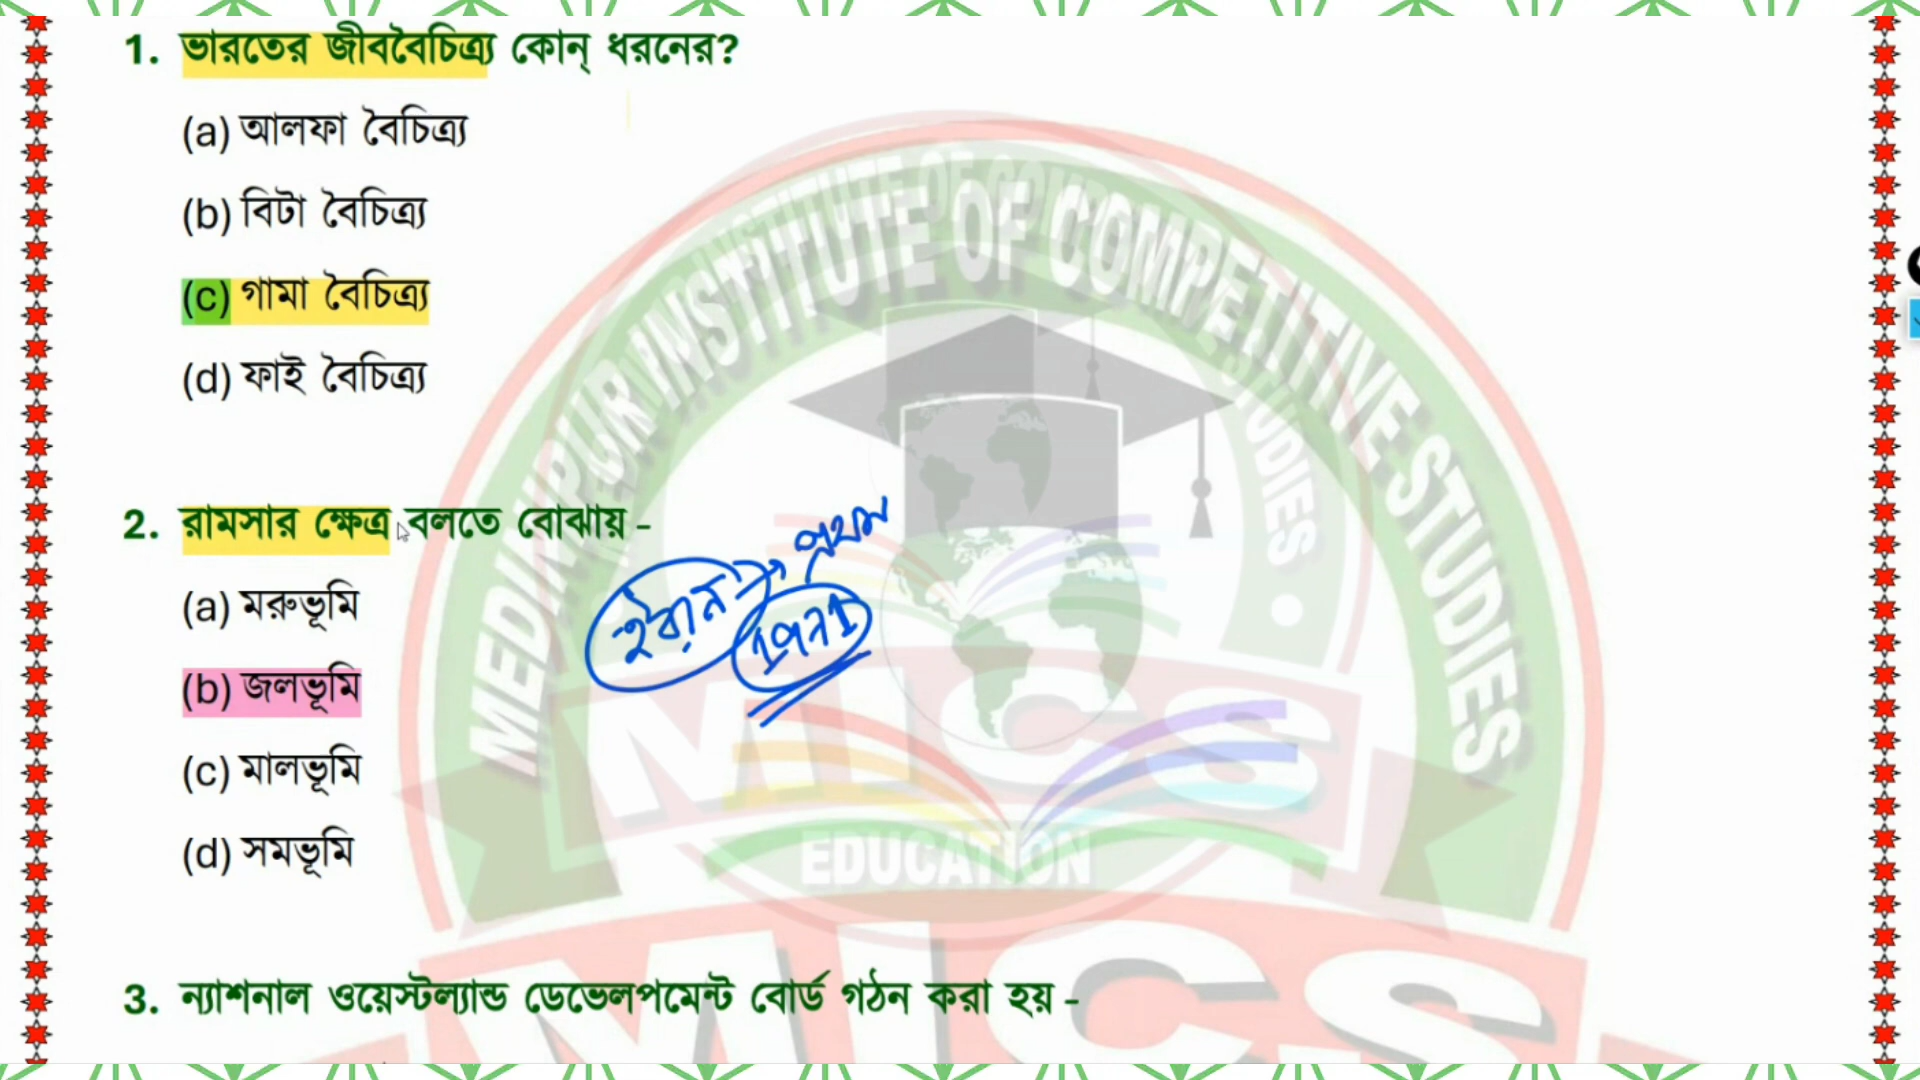 1. ভারতের জীববৈচিত্র্য কোন্ ধরনের?
(a) আলফা বৈচিত্র্য
(b) বিটা বৈচিত্র্য
(c) গামা বৈচিত্র্য
(d) ফাই বৈচিত্র্য
2. রামসার ক্ষেত্র বলতে বোঝায় -
(a) মরুভূমি
(b) জলভূমি
(c) মালভূমি
(d) সমভূমি
ইরান → প্রথম
১৯৭১
3. ন্যাশনাল ওয়েস্টল্যান্ড ডেভেলপমেন্ট বোর্ড গঠন করা হয় -
MEDINIPUR INSTITUTE OF COMPETITIVE STUDIES
MICS
EDUCATION
MICS